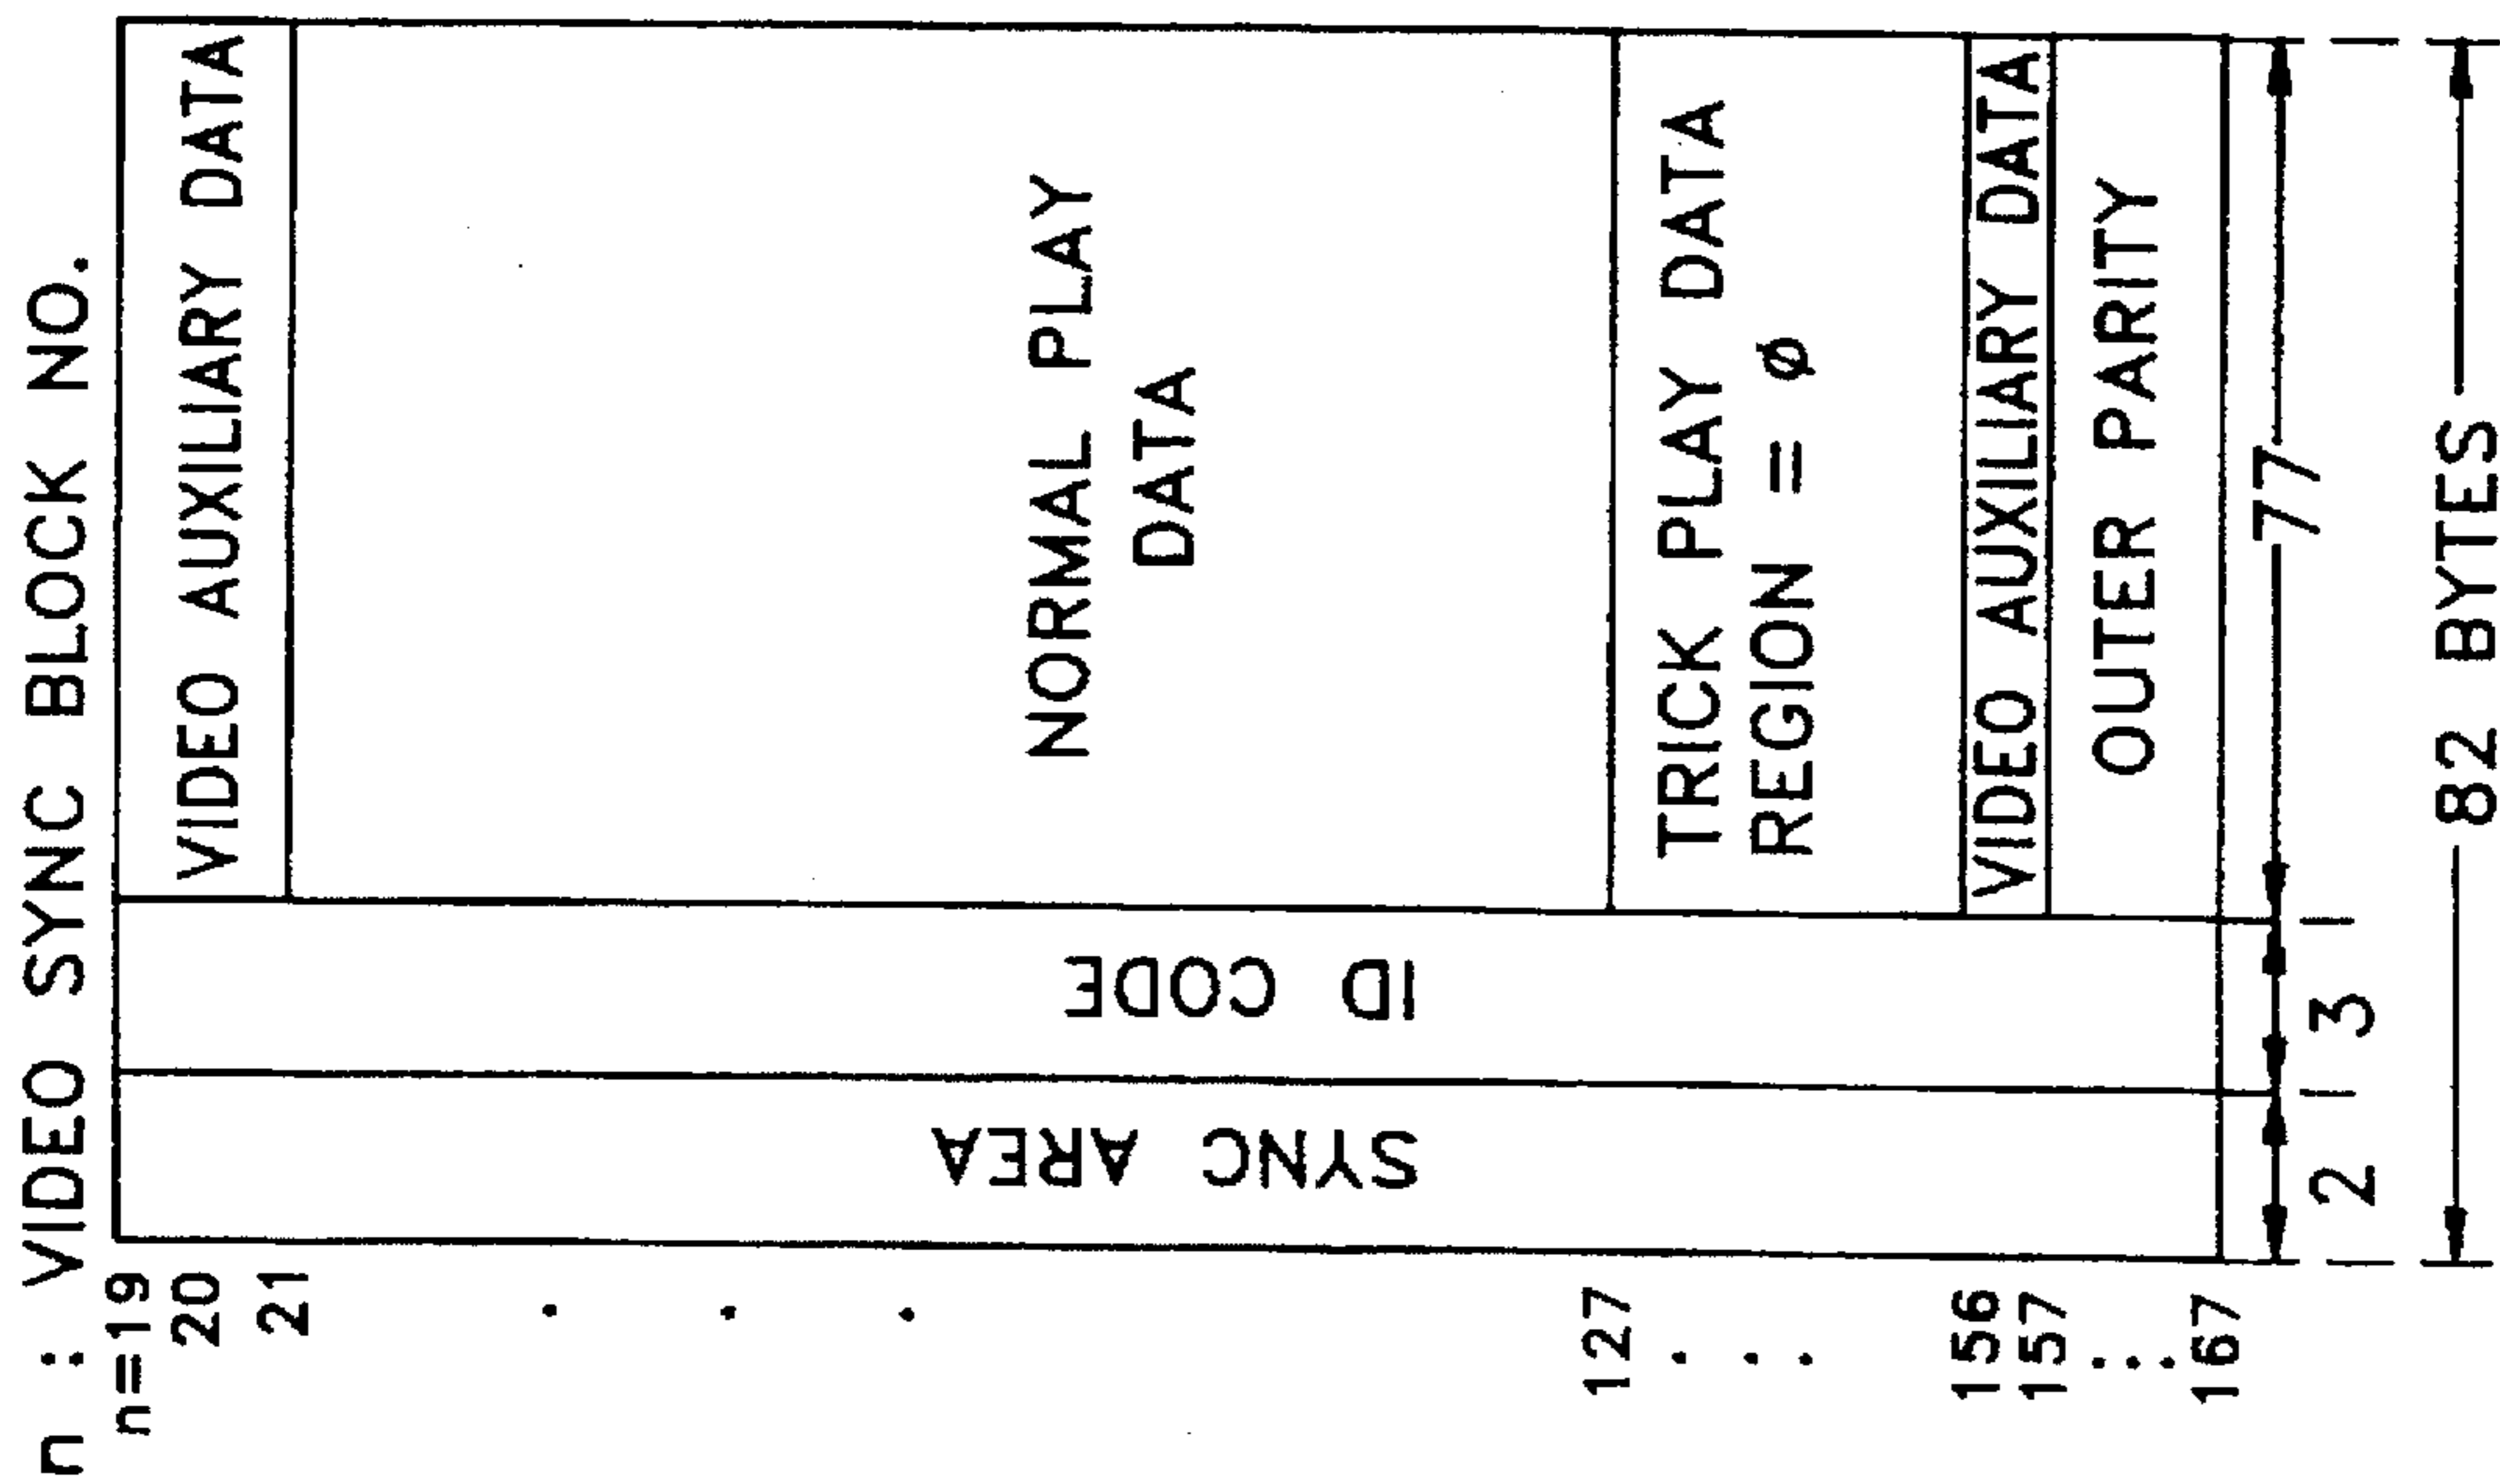 n : VIDEO SYNC BLOCK NO.
n=19
20
21
127
156
157
167
SYNC AREA
ID CODE
VIDEO AUXILIARY DATA
NORMAL PLAY
DATA
TRICK PLAY DATA
REGION = ø
VIDEO AUXILIARY DATA
OUTER PARITY
2
3
77
82 BYTES